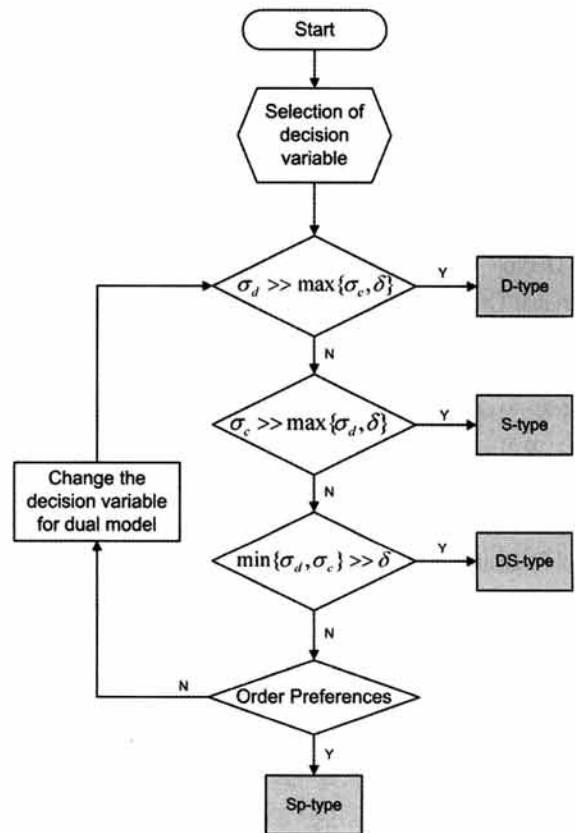 Start
Selection of
decision
variable
σ_d >> max{σ_c, δ}
Y
D-type
N
σ_c >> max{σ_d, δ}
Y
S-type
N
Change the
decision variable
for dual model
min{σ_d, σ_c} >> δ
Y
DS-type
N
N
Order Preferences
Y
Sp-type